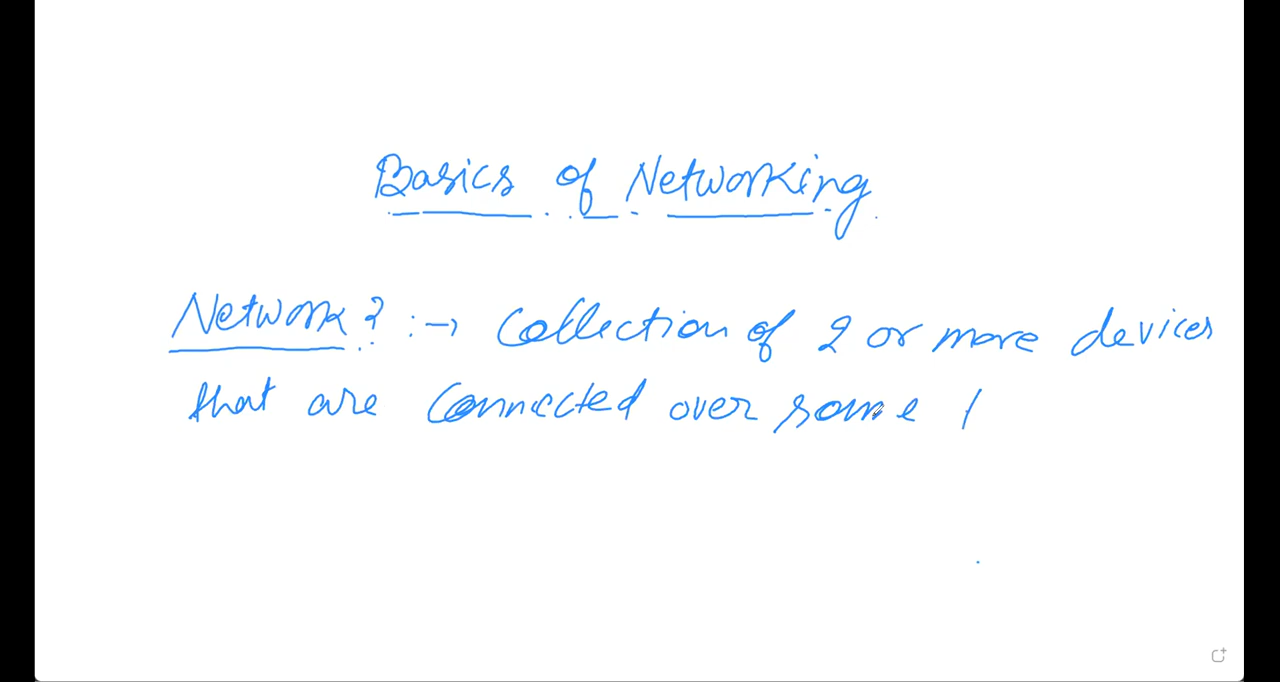 Basics of Networking
Network? :→ Collection of 2 or more devices
that are connected over some